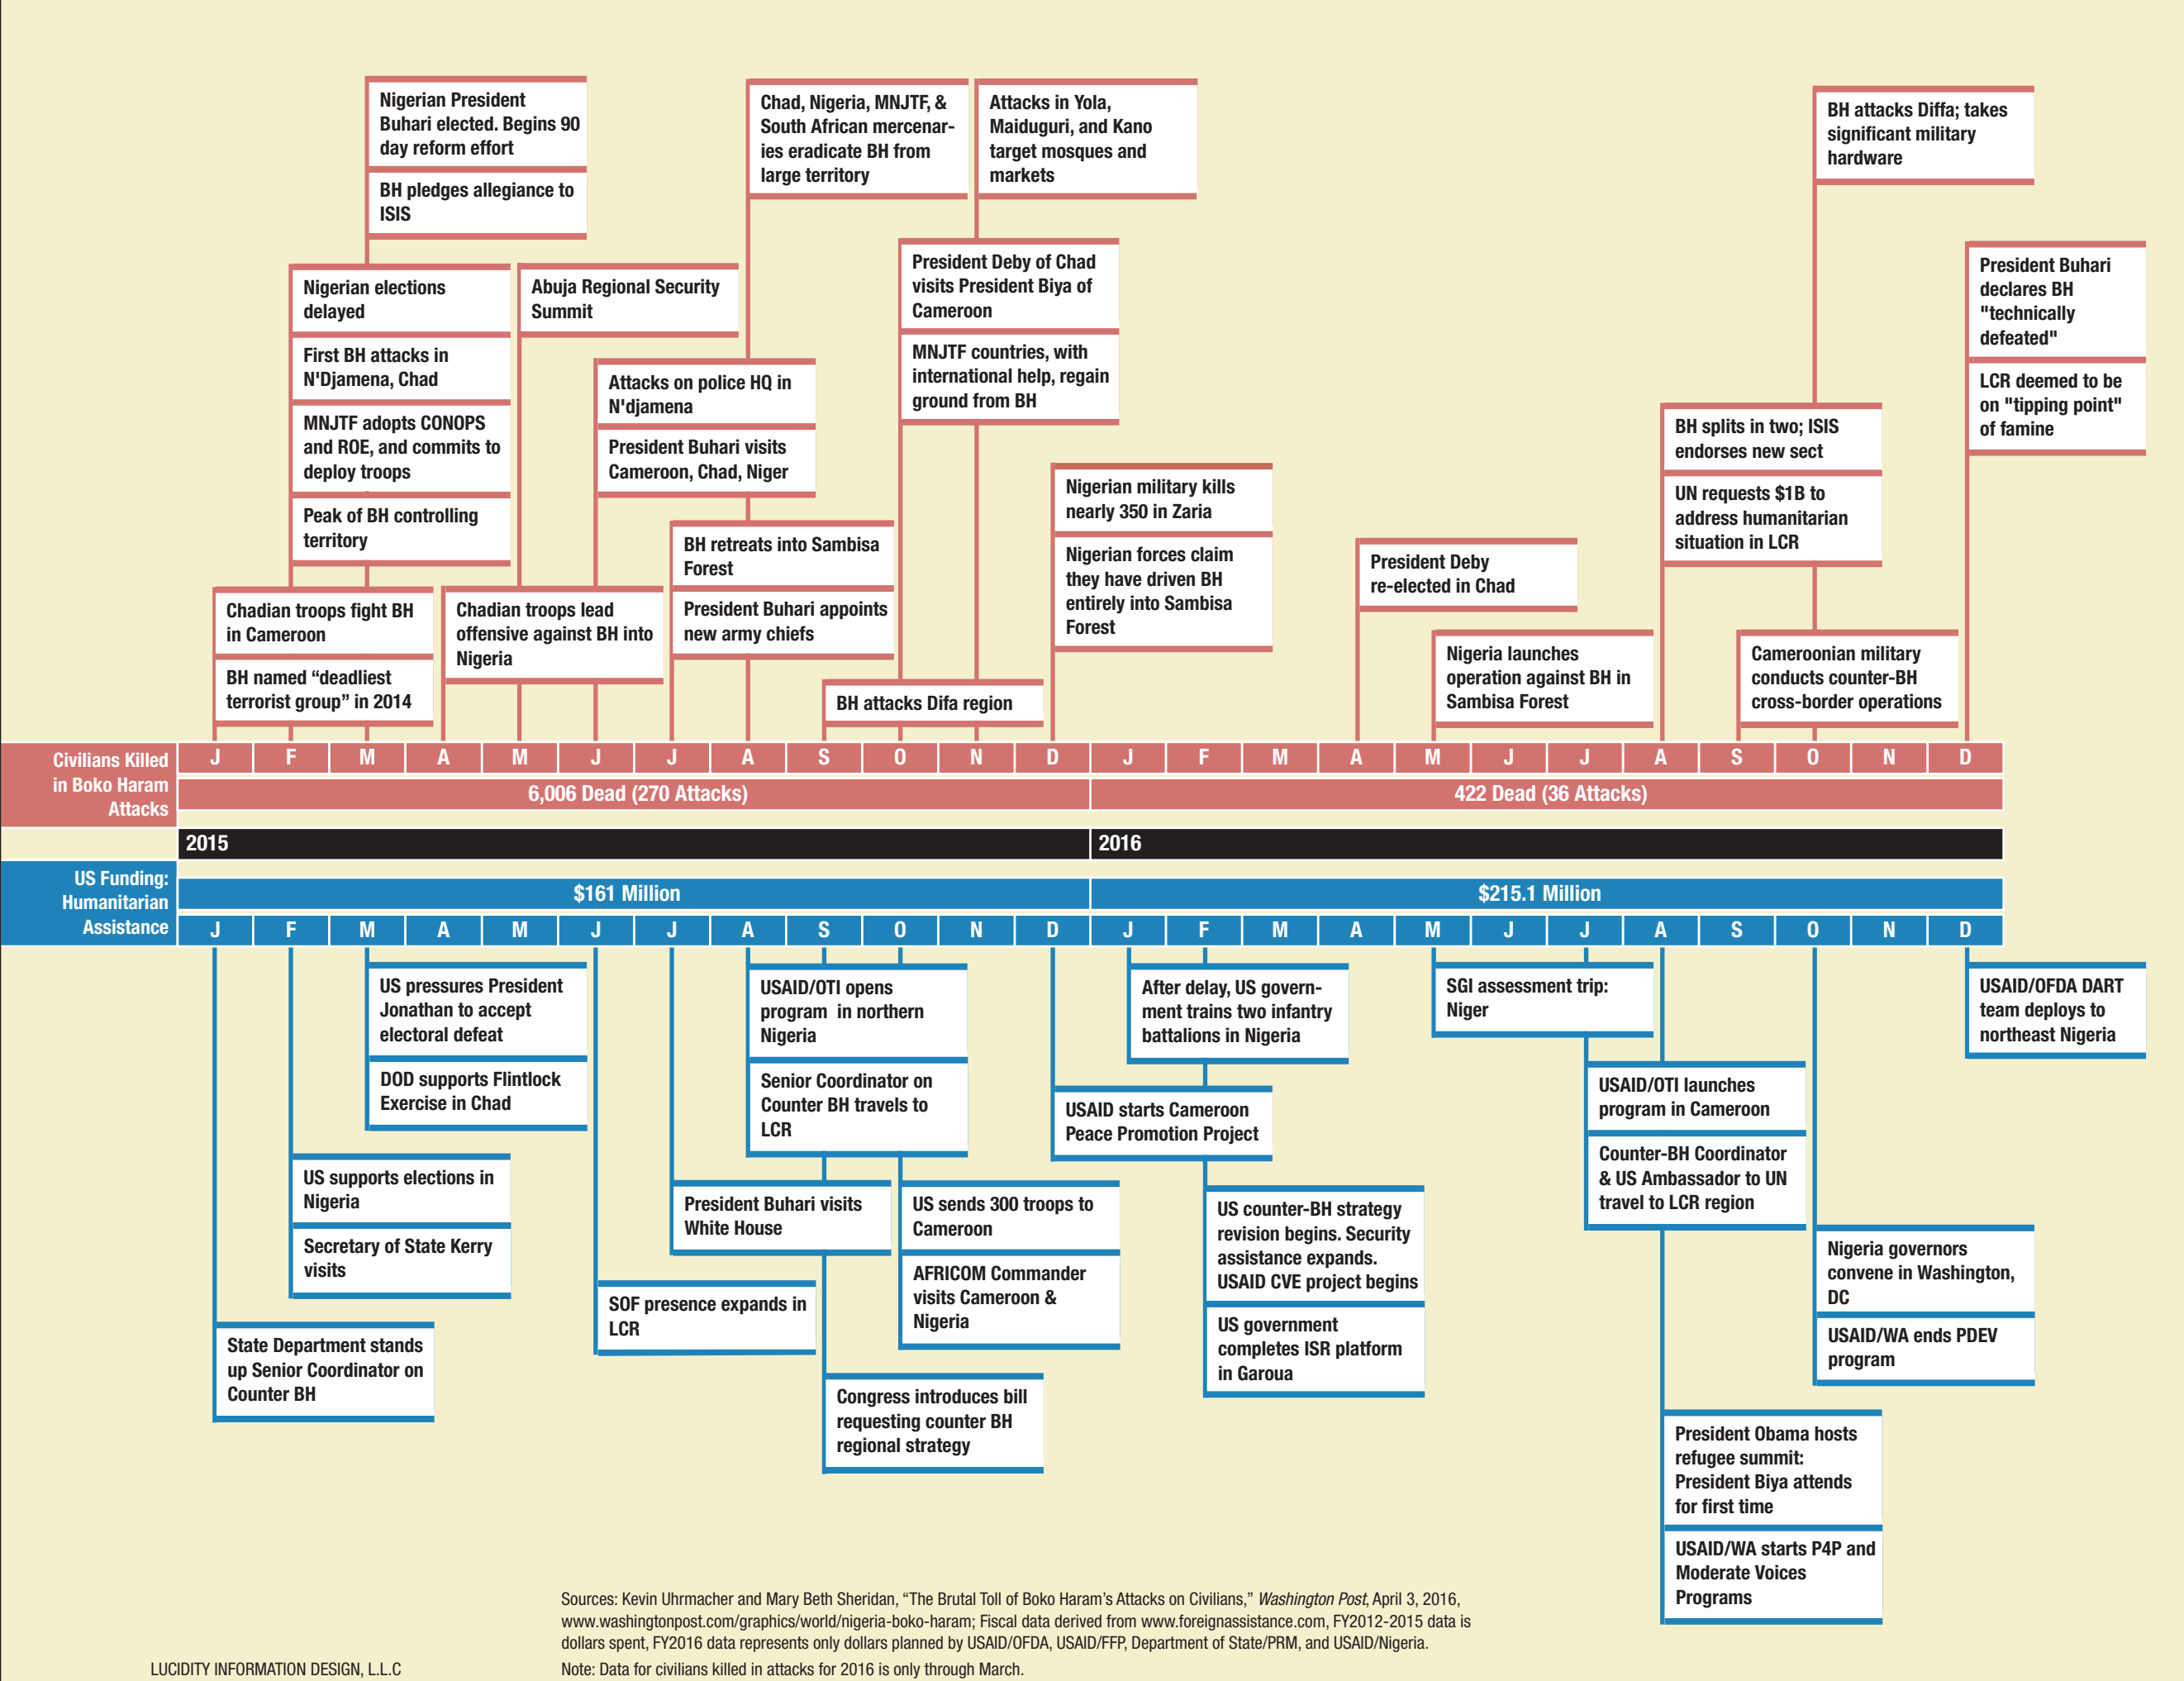 Nigerian President
Buhari elected. Begins 90
day reform effort
BH pledges allegiance to
ISIS
Chad, Nigeria, MNJTF, &
South African mercenar-
ies eradicate BH from
large territory
Attacks in Yola,
Maiduguri, and Kano
target mosques and
markets
BH attacks Diffa; takes
significant military
hardware
Nigerian elections
delayed
First BH attacks in
N'Djamena, Chad
MNJTF adopts CONOPS
and ROE, and commits to
deploy troops
Peak of BH controlling
territory
Abuja Regional Security
Summit
Attacks on police HQ in
N'djamena
President Buhari visits
Cameroon, Chad, Niger
President Deby of Chad
visits President Biya of
Cameroon
MNJTF countries, with
international help, regain
ground from BH
President Buhari
declares BH
"technically
defeated"
LCR deemed to be
on "tipping point"
of famine
BH splits in two; ISIS
endorses new sect
UN requests $1B to
address humanitarian
situation in LCR
Nigerian military kills
nearly 350 in Zaria
Nigerian forces claim
they have driven BH
entirely into Sambisa
Forest
BH retreats into Sambisa
Forest
President Buhari appoints
new army chiefs
President Deby
re-elected in Chad
Chadian troops fight BH
in Cameroon
BH named “deadliest
terrorist group” in 2014
Chadian troops lead
offensive against BH into
Nigeria
BH attacks Difa region
Nigeria launches
operation against BH in
Sambisa Forest
Cameroonian military
conducts counter-BH
cross-border operations
Civilians Killed
in Boko Haram
Attacks
J F M A M J J A S O N D J F M A M J J A S O N D
6,006 Dead (270 Attacks) 422 Dead (36 Attacks)
2015 2016
US Funding:
Humanitarian
Assistance
$161 Million $215.1 Million
J F M A M J J A S O N D J F M A M J J A S O N D
US pressures President
Jonathan to accept
electoral defeat
DOD supports Flintlock
Exercise in Chad
USAID/OTI opens
program in northern
Nigeria
Senior Coordinator on
Counter BH travels to
LCR
After delay, US govern-
ment trains two infantry
battalions in Nigeria
SGI assessment trip:
Niger
USAID/OFDA DART
team deploys to
northeast Nigeria
USAID/OTI launches
program in Cameroon
Counter-BH Coordinator
& US Ambassador to UN
travel to LCR region
USAID starts Cameroon
Peace Promotion Project
US supports elections in
Nigeria
Secretary of State Kerry
visits
President Buhari visits
White House
US sends 300 troops to
Cameroon
AFRICOM Commander
visits Cameroon &
Nigeria
US counter-BH strategy
revision begins. Security
assistance expands.
USAID CVE project begins
US government
completes ISR platform
in Garoua
Nigeria governors
convene in Washington,
DC
USAID/WA ends PDEV
program
SOF presence expands in
LCR
State Department stands
up Senior Coordinator on
Counter BH
Congress introduces bill
requesting counter BH
regional strategy
President Obama hosts
refugee summit:
President Biya attends
for first time
USAID/WA starts P4P and
Moderate Voices
Programs
Sources: Kevin Uhrmacher and Mary Beth Sheridan, “The Brutal Toll of Boko Haram’s Attacks on Civilians,” Washington Post, April 3, 2016,
www.washingtonpost.com/graphics/world/nigeria-boko-haram; Fiscal data derived from www.foreignassistance.com, FY2012-2015 data is
dollars spent, FY2016 data represents only dollars planned by USAID/OFDA, USAID/FFP, Department of State/PRM, and USAID/Nigeria.
LUCIDITY INFORMATION DESIGN, L.L.C
Note: Data for civilians killed in attacks for 2016 is only through March.